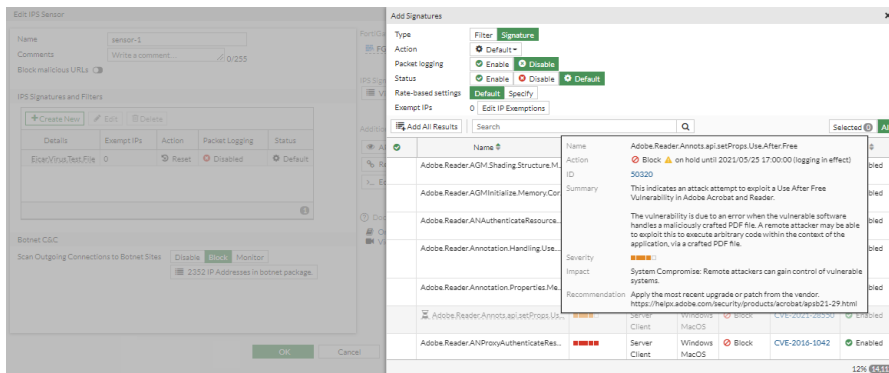 Edit IPS Sensor
Name sensor-1
Comments Write a comment... 0/255
Block malicious URLs
IPS Signatures and Filters
Create New Edit Delete
Details Exempt IPs Action Packet Logging Status
Eicar.Virus.Test.File 0 Reset Disabled Default
Botnet C&C
Scan Outgoing Connections to Botnet Sites Disable Block Monitor
2352 IP Addresses in botnet package.
OK Cancel
Add Signatures
Type Filter Signature
Action Default
Packet logging Enable Disable
Status Enable Disable Default
Rate-based settings Default Specify
Exempt IPs 0 Edit IP Exemptions
Add All Results Search Selected 0
Name
Adobe.Reader.AGM.Shading.Structure.M...
Adobe.Reader.AGMInitialize.Memory.Cor...
Adobe.Reader.ANAuthenticateResource...
Adobe.Reader.Annotation.Handling.Use...
Adobe.Reader.Annotation.Properties.Me...
Adobe.Reader.Annots.api.setProps.Us... Server Windows Block CVE-2021-28550 Enabled
Client MacOS
Adobe.Reader.ANProxyAuthenticateRes... Server Windows Block CVE-2016-1042 Enabled
Client MacOS
Name Adobe.Reader.Annots.api.setProps.Use.After.Free
Action Block on hold until 2021/05/25 17:00:00 (logging in effect)
ID 50320
Summary This indicates an attack attempt to exploit a Use After Free
Vulnerability in Adobe Acrobat and Reader.
The vulnerability is due to an error when the vulnerable software
handles a maliciously crafted PDF file. A remote attacker may be able
to exploit this to execute arbitrary code within the context of the
application, via a crafted PDF file.
Severity
Impact System Compromise: Remote attackers can gain control of vulnerable
systems.
Recommendation Apply the most recent upgrade or patch from the vendor.
https://helpx.adobe.com/security/products/acrobat/apsb21-29.html
12%